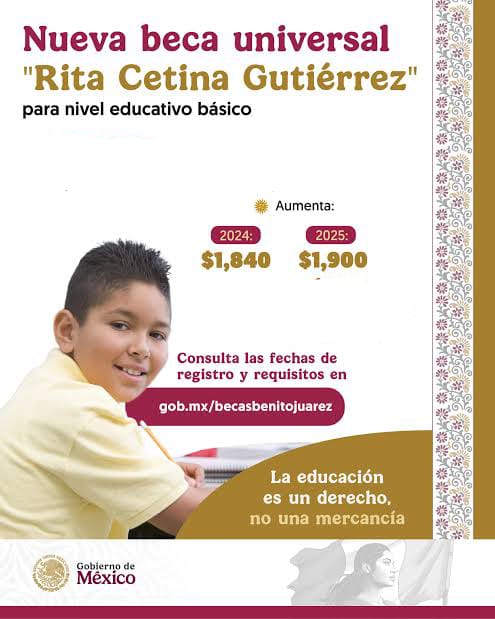 Nueva beca universal
"Rita Cetina Gutiérrez"
para nivel educativo básico
Aumenta:
2024:
$1,840
2025:
$1,900
Consulta las fechas de
registro y requisitos en
gob.mx/becasbenitojuarez
La educación
es un derecho,
no una mercancía
Gobierno de
México